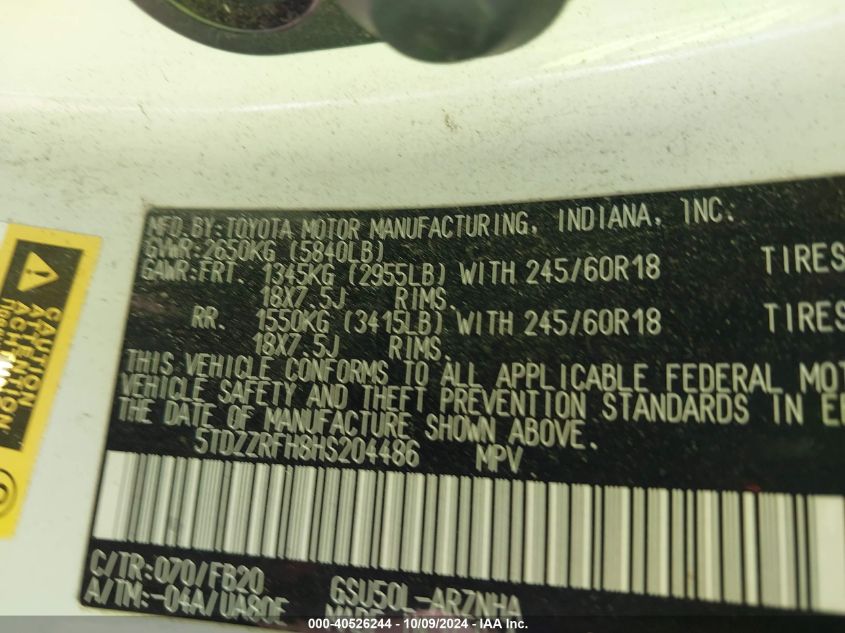 MFD.BY:TOYOTA MOTOR MANUFACTURING, INDIANA, INC.
GVWR:2650KG (5840LB)
GAWR:FRT. 1345KG (2955LB) WITH 245/60R18 TIRES
18X7.5J RIMS.
RR. 1550KG (3415LB) WITH 245/60R18 TIRES
18X7.5J RIMS.
THIS VEHICLE CONFORMS TO ALL APPLICABLE FEDERAL MOT
VEHICLE SAFETY AND THEFT PREVENTION STANDARDS IN E
THE DATE OF MANUFACTURE SHOWN ABOVE.
5TDZZRFH8HS204486 MPV
C/TR:070/FB20 GSU50L-ARZNHA
A/TM:-04A/UA80E
CAUTION
ATTENTION
000-40526244 - 10/09/2024 - IAA Inc.